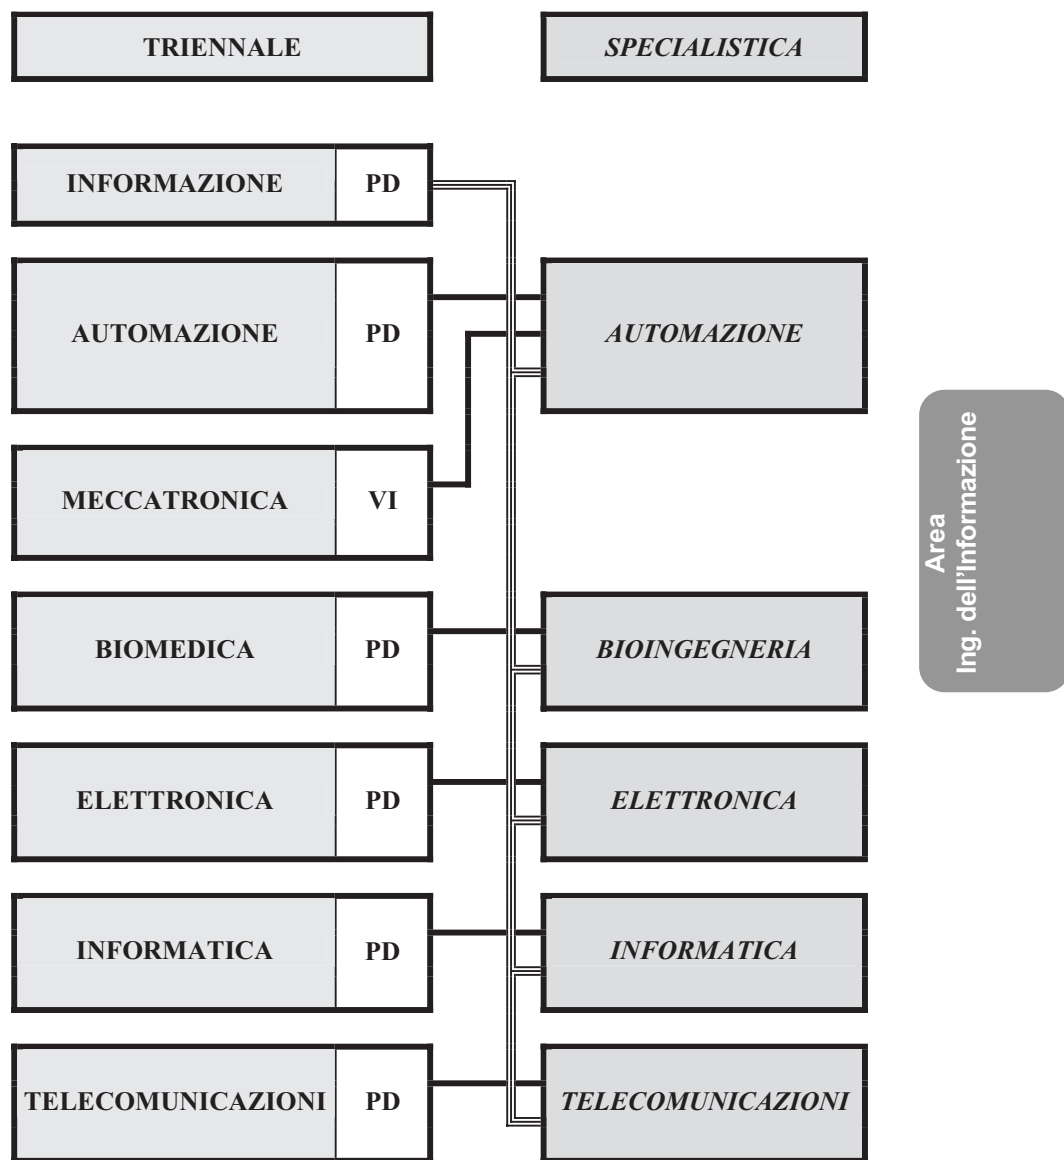 TRIENNALE
SPECIALISTICA
INFORMAZIONE PD
AUTOMAZIONE PD
AUTOMAZIONE
MECCATRONICA VI
BIOMEDICA PD
BIOINGEGNERIA
ELETTRONICA PD
ELETTRONICA
INFORMATICA PD
INFORMATICA
TELECOMUNICAZIONI PD
TELECOMUNICAZIONI
Area
Ing. dell'Informazione